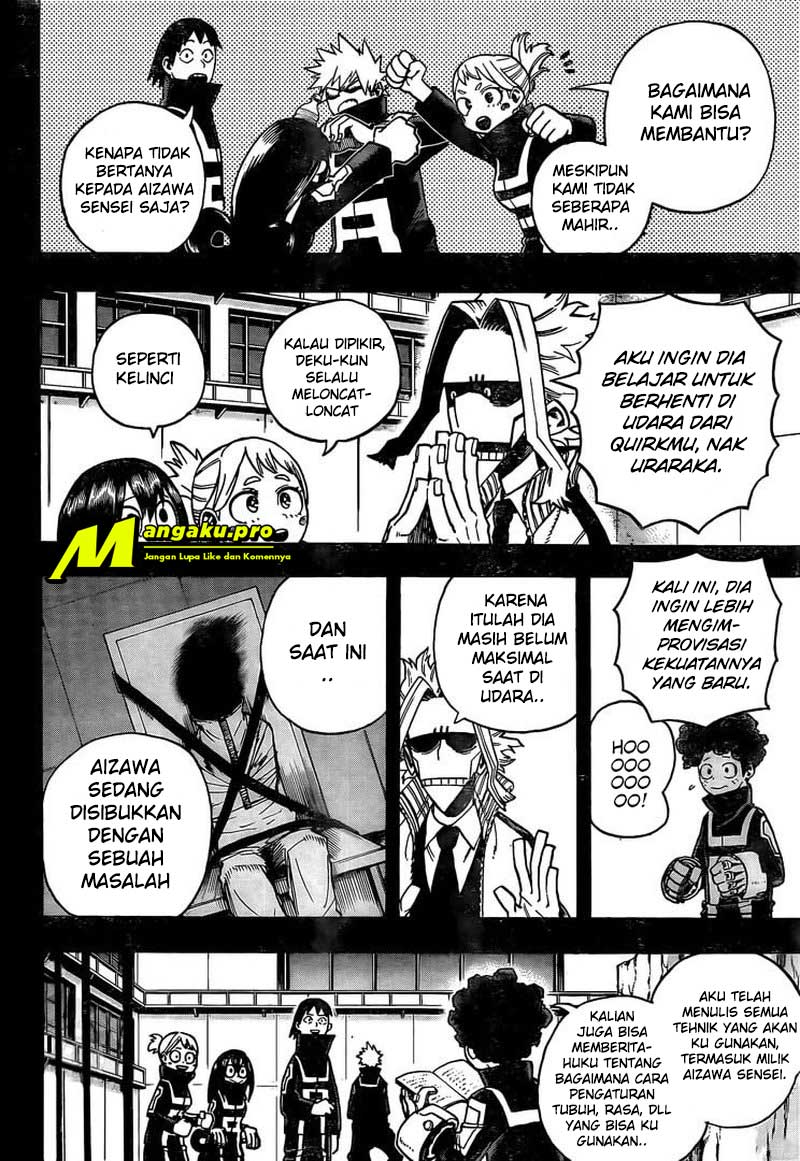 BAGAIMANA
KAMI BISA
MEMBANTU?
MESKIPUN
KAMI TIDAK
SEBERAPA
MAHIR..
KENAPA TIDAK
BERTANYA
KEPADA AIZAWA
SENSEI SAJA?
AKU INGIN DIA
BELAJAR UNTUK
BERHENTI DI
UDARA DARI
QUIRKMU, NAK
URARAKA.
KALAU DIPIKIR,
DEKU-KUN
SELALU
MELONCAT-
LONCAT
SEPERTI
KELINCI
Mangaku.pro
Jangan Lupa Like dan Komennya
KALI INI, DIA
INGIN LEBIH
MENGIM-
PROVISASI
KEKUATANNYA
YANG BARU.
HOO
OOOO
OOO
OO!
KARENA
ITULAH DIA
MASIH BELUM
MAKSIMAL
SAAT DI
UDARA..
DAN
SAAT INI
..
AIZAWA
SEDANG
DISIBUKKAN
DENGAN
SEBUAH
MASALAH
AKU TELAH
MENULIS SEMUA
TEHNIK YANG AKAN
KU GUNAKAN,
TERMASUK MILIK
AIZAWA SENSEI.
KALIAN
JUGA BISA
MEMBERITA-
HUKU TENTANG
BAGAIMANA CARA
PENGATURAN
TUBUH, RASA, DLL
YANG BISA KU
GUNAKAN..